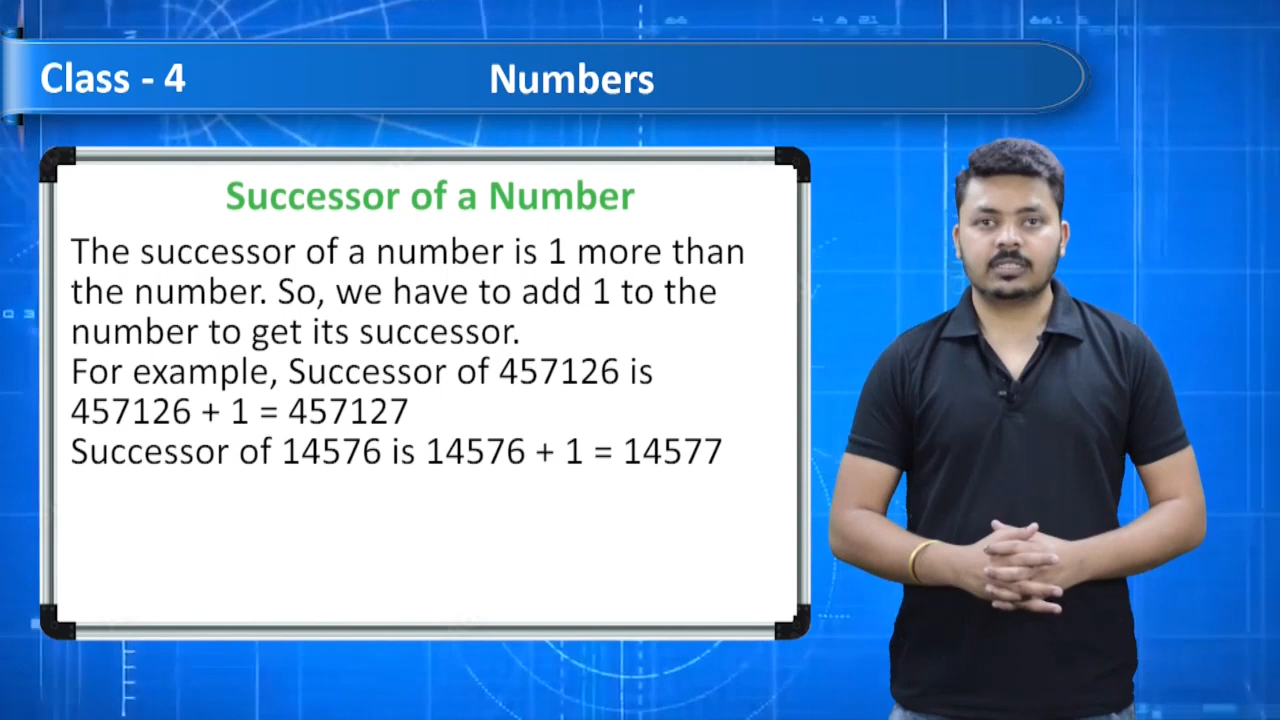 Class - 4
Numbers
Successor of a Number
The successor of a number is 1 more than
the number. So, we have to add 1 to the
number to get its successor.
For example, Successor of 457126 is
457126 + 1 = 457127
Successor of 14576 is 14576 + 1 = 14577